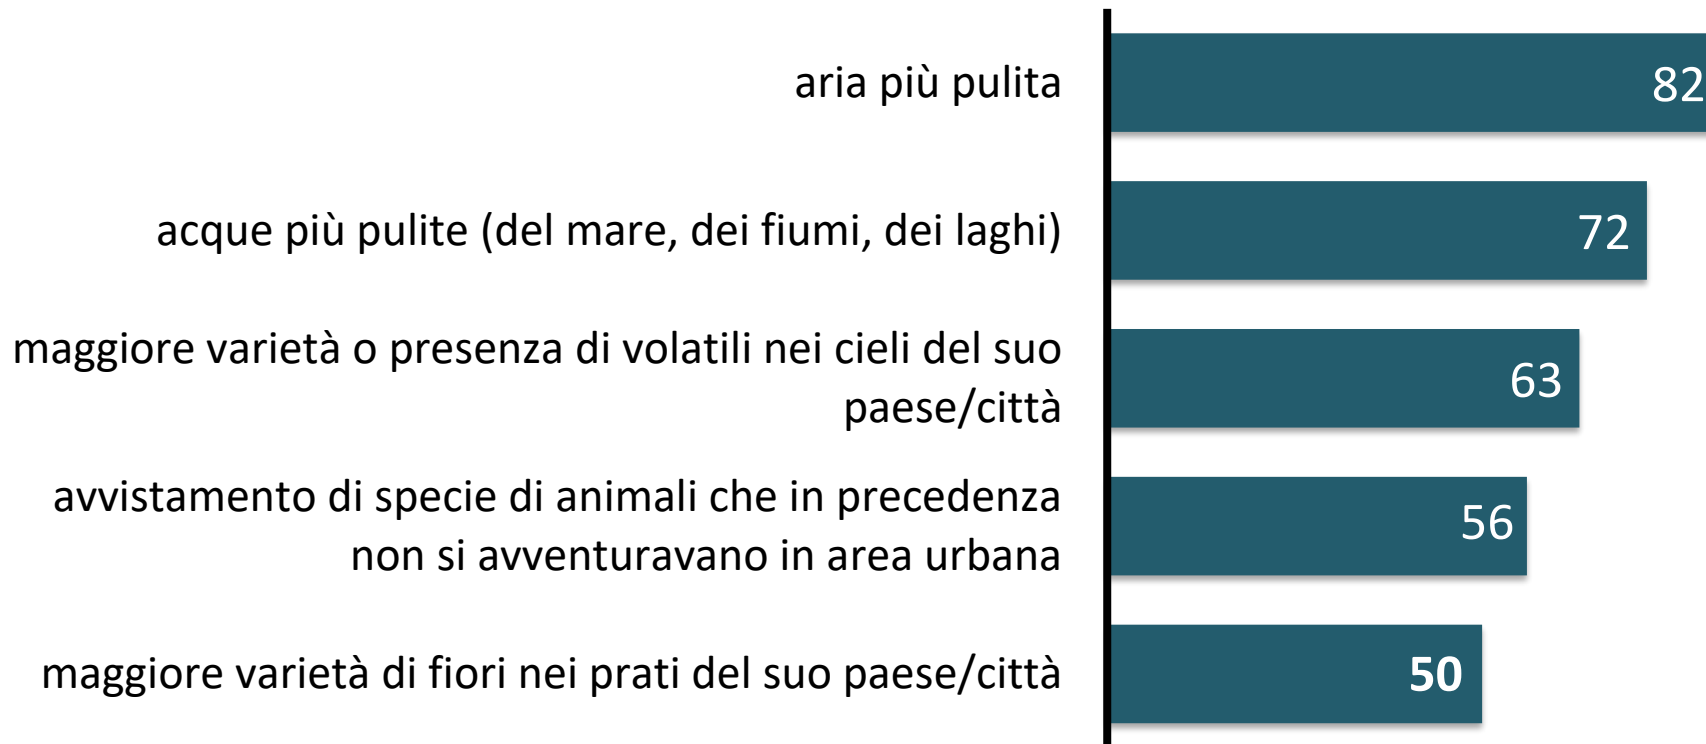 aria più pulita
82
acque più pulite (del mare, dei fiumi, dei laghi)
72
maggiore varietà o presenza di volatili nei cieli del suo
paese/città
63
avvistamento di specie di animali che in precedenza
non si avventuravano in area urbana
56
maggiore varietà di fiori nei prati del suo paese/città
50